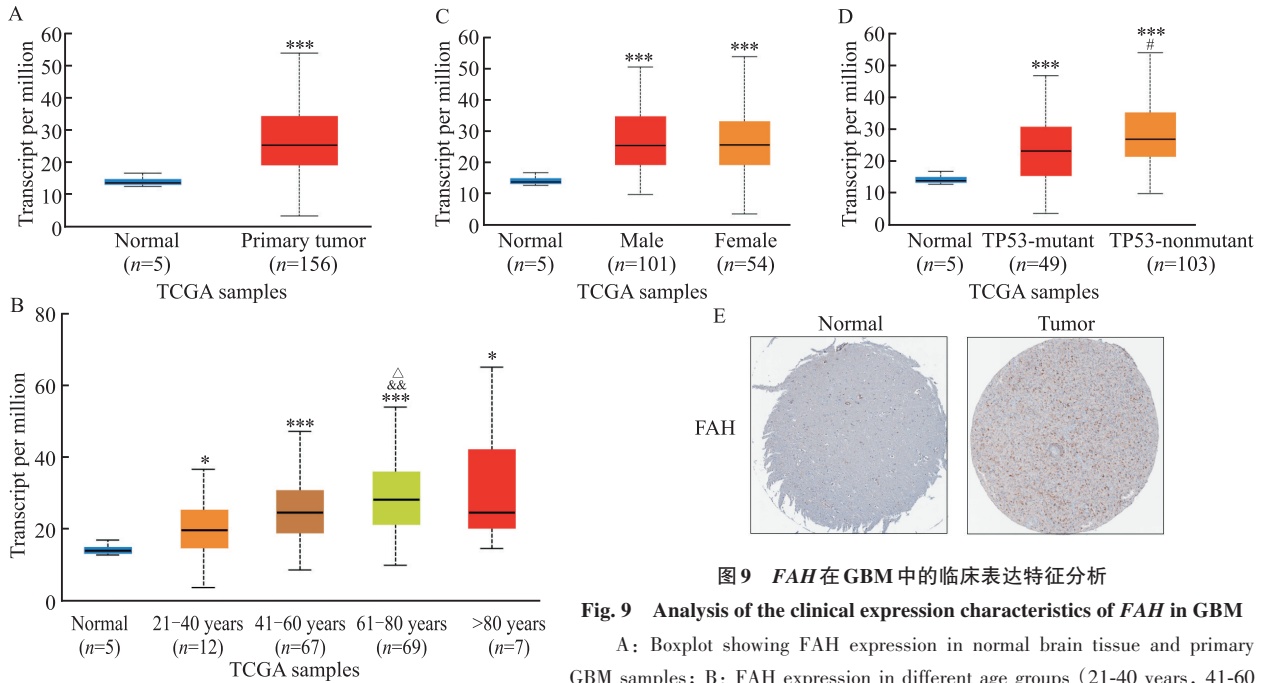 A
Transcript per million
60
50
40
30
20
10
0
***
Normal
(n=5)
Primary tumor
(n=156)
TCGA samples
C
Transcript per million
60
50
40
30
20
10
0
***
***
Normal
(n=5)
Male
(n=101)
Female
(n=54)
TCGA samples
D
Transcript per million
60
50
40
30
20
10
0
***
***
#
Normal
(n=5)
TP53-mutant
(n=49)
TP53-nonmutant
(n=103)
TCGA samples
B
Transcript per million
80
60
40
20
0
*
***
△
&&
***
*
Normal
(n=5)
21-40 years
(n=12)
41-60 years
(n=67)
61-80 years
(n=69)
>80 years
(n=7)
TCGA samples
E
Normal
Tumor
FAH
图9 FAH在GBM中的临床表达特征分析
Fig. 9 Analysis of the clinical expression characteristics of FAH in GBM
A: Boxplot showing FAH expression in normal brain tissue and primary
GBM samples; B: FAH expression in different age groups (21-40 years, 41-60